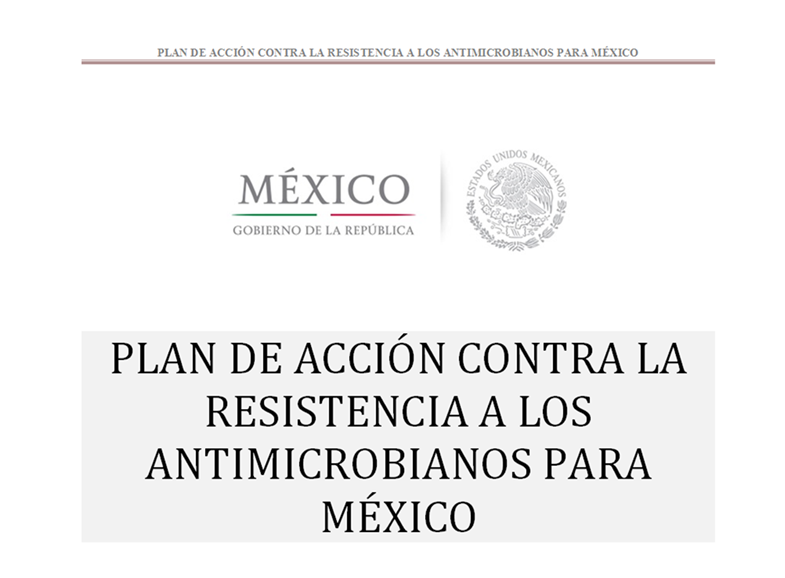 PLAN DE ACCIÓN CONTRA LA RESISTENCIA A LOS ANTIMICROBIANOS PARA MÉXICO
MÉXICO
GOBIERNO DE LA REPÚBLICA
ESTADOS UNIDOS MEXICANOS
PLAN DE ACCIÓN CONTRA LA
RESISTENCIA A LOS
ANTIMICROBIANOS PARA
MÉXICO